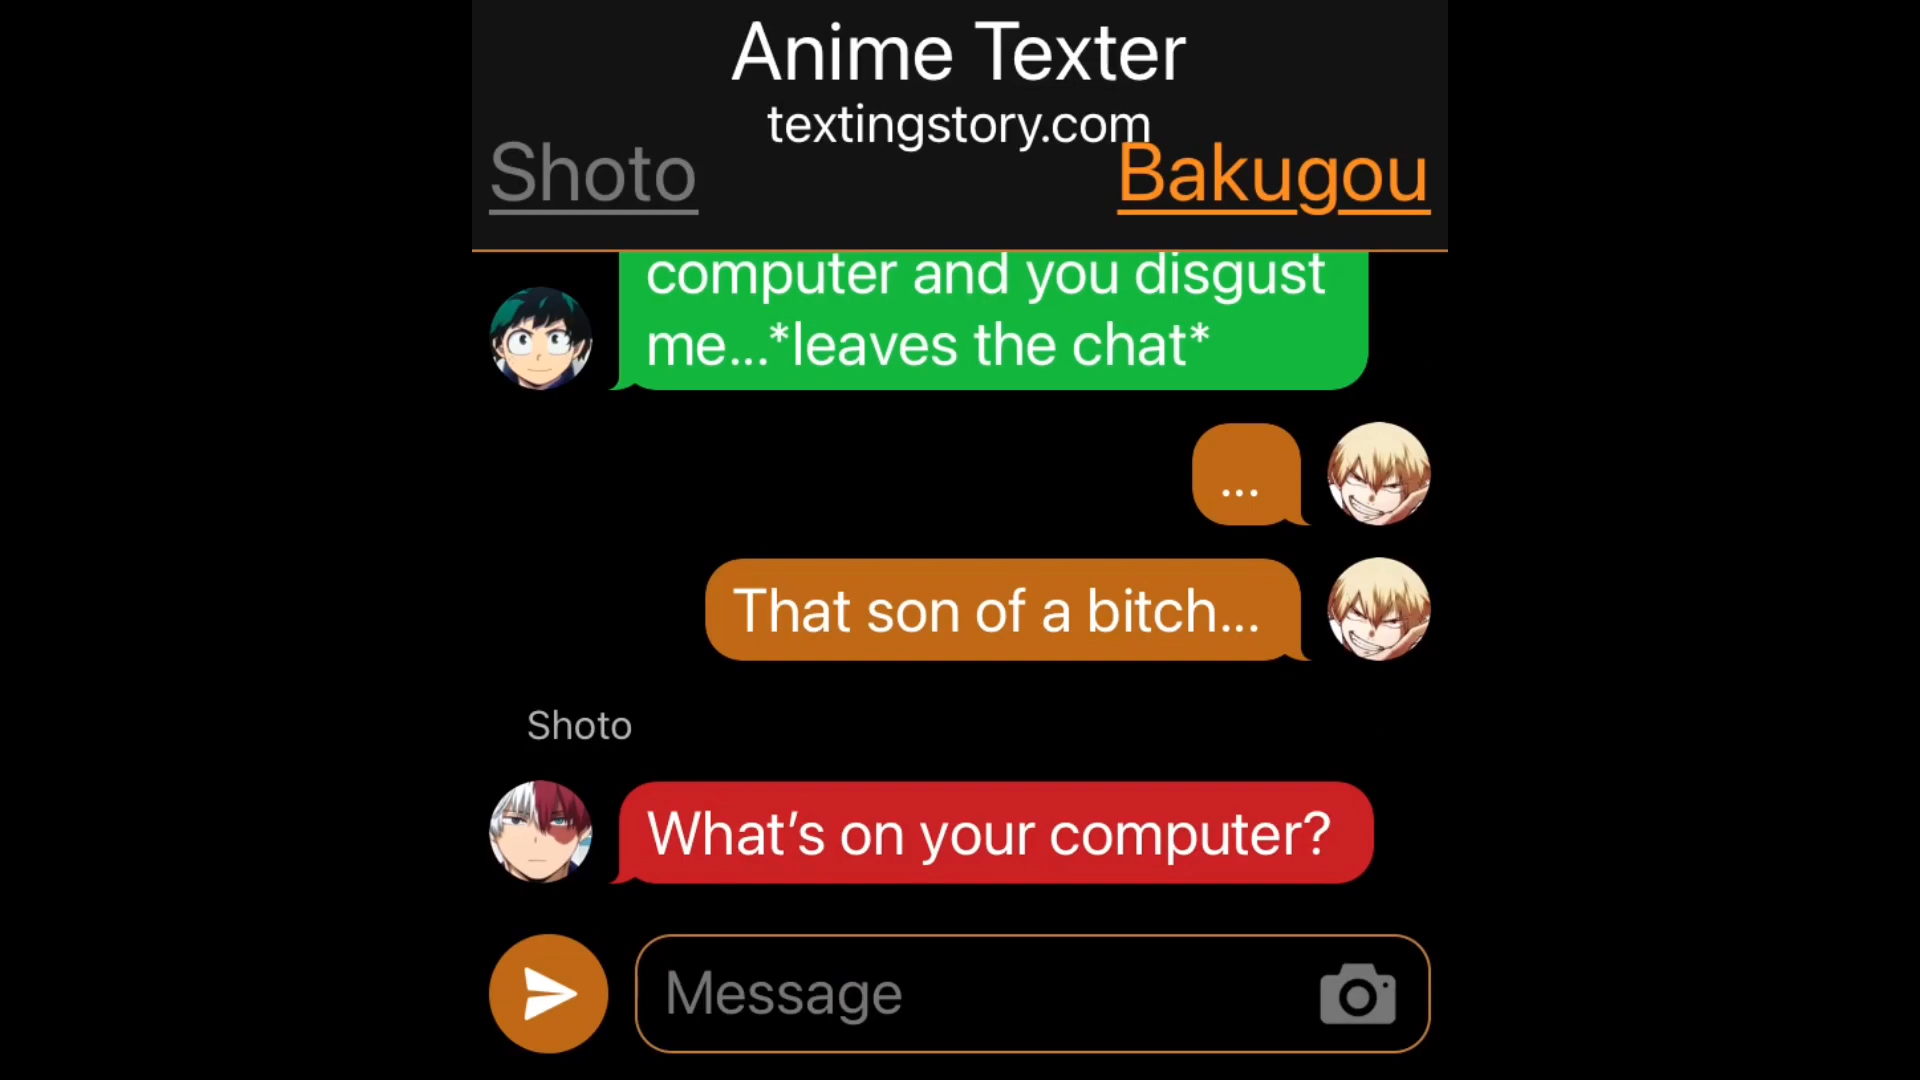 Anime Texter
textingstory.com
Shoto
Bakugou
computer and you disgust
me...*leaves the chat*
...
That son of a bitch...
Shoto
What’s on your computer?
Message